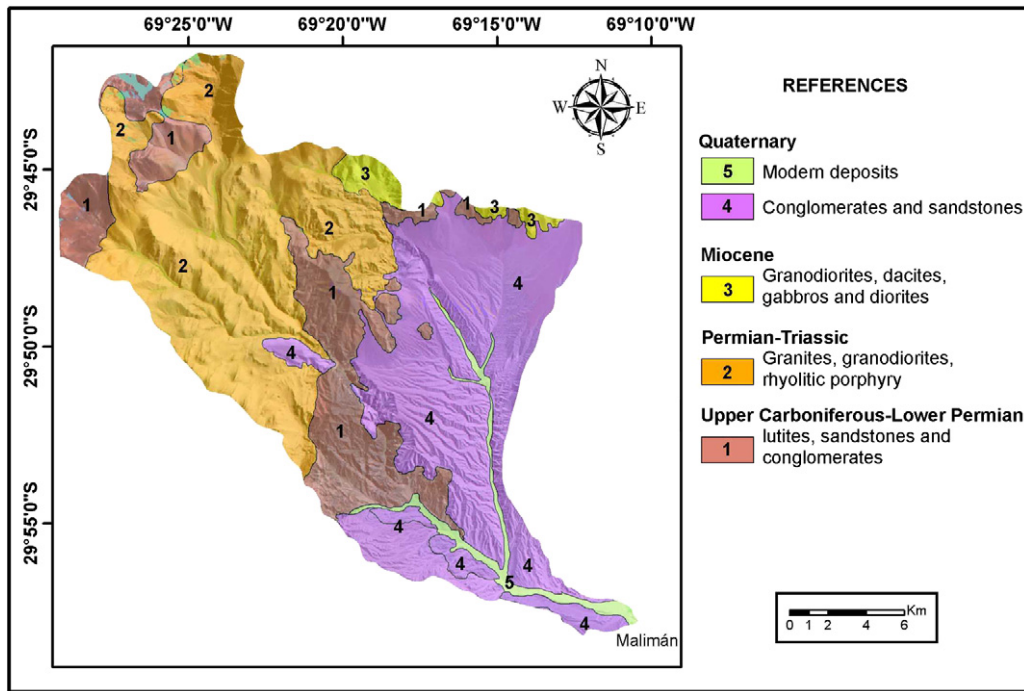 69°25'0"W 69°20'0"W 69°15'0"W 69°10'0"W
29°45'0"S
29°50'0"S
29°55'0"S
N
W E
S
2
2
1
3
1
1
1
3
3
2
2
4
1
4
4
1
4
4
4
5
4
Malimán
REFERENCES
Quaternary
5 Modern deposits
4 Conglomerates and sandstones
Miocene
3 Granodiorites, dacites,
gabbros and diorites
Permian-Triassic
2 Granites, granodiorites,
rhyolitic porphyry
Upper Carboniferous-Lower Permian
1 lutites, sandstones and
conglomerates
Km
0 1 2 4 6